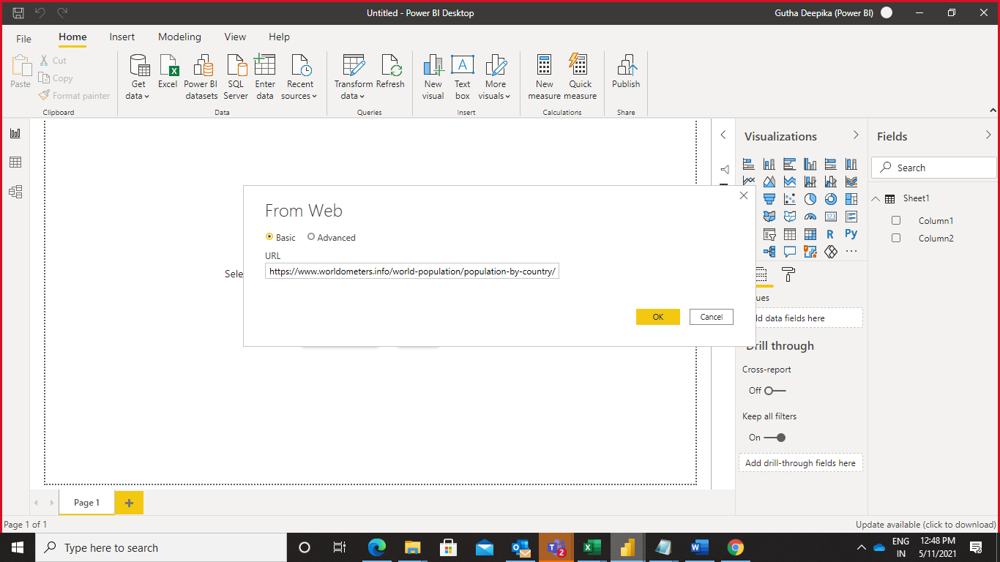 Untitled - Power BI Desktop
Gutha Deepika (Power BI)
File
Home
Insert
Modeling
View
Help
Paste
Cut
Copy
Format painter
Clipboard
Get data
Excel
Power BI datasets
SQL Server
Enter data
Recent sources
Data
Transform data
Refresh
Queries
New visual
Text box
More visuals
Insert
New measure
Quick measure
Calculations
Publish
Share
Visualizations
Fields
Search
Sheet1
Column1
Column2
From Web
Basic
Advanced
URL
https://www.worldometers.info/world-population/population-by-country/
OK
Cancel
Sele
A
123
R
Py
ues
ld data fields here
Drill through
Cross-report
Off
Keep all filters
On
Add drill-through fields here
Page 1
Page 1 of 1
Update available (click to download)
Type here to search
2
ENG
IN
12:48 PM
5/11/2021